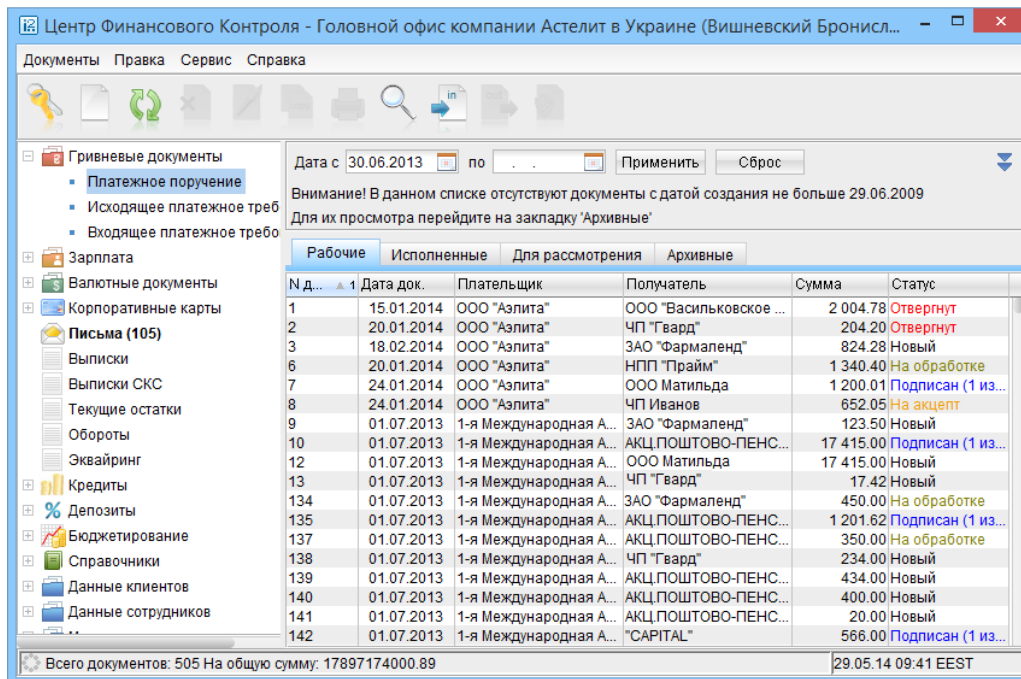 Центр Финансового Контроля - Головной офис компании Астелит в Украине (Вишневский Бронисл...
Документы Правка Сервис Справка
in
Гривневые документы
Платежное поручение
Исходящее платежное треб
Входящее платежное требо
Зарплата
Валютные документы
Корпоративные карты
Письма (105)
Выписки
Выписки СКС
Текущие остатки
Обороты
Эквайринг
Кредиты
Депозиты
Бюджетирование
Справочники
Данные клиентов
Данные сотрудников
Дата с 30.06.2013 по . . Применить Сброс
Внимание! В данном списке отсутствуют документы с датой создания не больше 29.06.2009
Для их просмотра перейдите на закладку 'Архивные'
Рабочие Исполненные Для рассмотрения Архивные
N д... 1 Дата док. Плательщик Получатель Сумма Статус
1 15.01.2014 ООО "Аэлита" ООО "Васильковское ... 2 004.78 Отвергнут
2 20.01.2014 ООО "Аэлита" ЧП "Гвард" 204.20 Отвергнут
3 18.02.2014 ООО "Аэлита" ЗАО "Фармаленд" 824.28 Новый
6 20.01.2014 ООО "Аэлита" НПП "Прайм" 1 340.40 На обработке
7 24.01.2014 ООО "Аэлита" ООО Матильда 1 200.01 Подписан (1 из...
8 24.01.2014 ООО "Аэлита" ЧП Иванов 652.05 На акцепт
9 01.07.2013 1-я Международная А... ЗАО "Фармаленд" 123.50 Новый
10 01.07.2013 1-я Международная А... АКЦ.ПОШТОВО-ПЕНС... 17 415.00 Подписан (1 из...
12 01.07.2013 1-я Международная А... ООО Матильда 17 415.00 Новый
13 01.07.2013 1-я Международная А... ЧП "Гвард" 17.42 Новый
134 01.07.2013 1-я Международная А... ЗАО "Фармаленд" 450.00 На обработке
135 01.07.2013 1-я Международная А... АКЦ.ПОШТОВО-ПЕНС... 1 201.62 Подписан (1 из...
137 01.07.2013 1-я Международная А... АКЦ.ПОШТОВО-ПЕНС... 350.00 На обработке
138 01.07.2013 1-я Международная А... ЧП "Гвард" 234.00 Новый
139 01.07.2013 1-я Международная А... АКЦ.ПОШТОВО-ПЕНС... 434.00 Новый
140 01.07.2013 1-я Международная А... АКЦ.ПОШТОВО-ПЕНС... 400.00 Новый
141 01.07.2013 1-я Международная А... АКЦ.ПОШТОВО-ПЕНС... 20.00 Новый
142 01.07.2013 1-я Международная А... "CAPITAL" 566.00 Подписан (1 из...
Всего документов: 505 На общую сумму: 17897174000.89 29.05.14 09:41 EEST